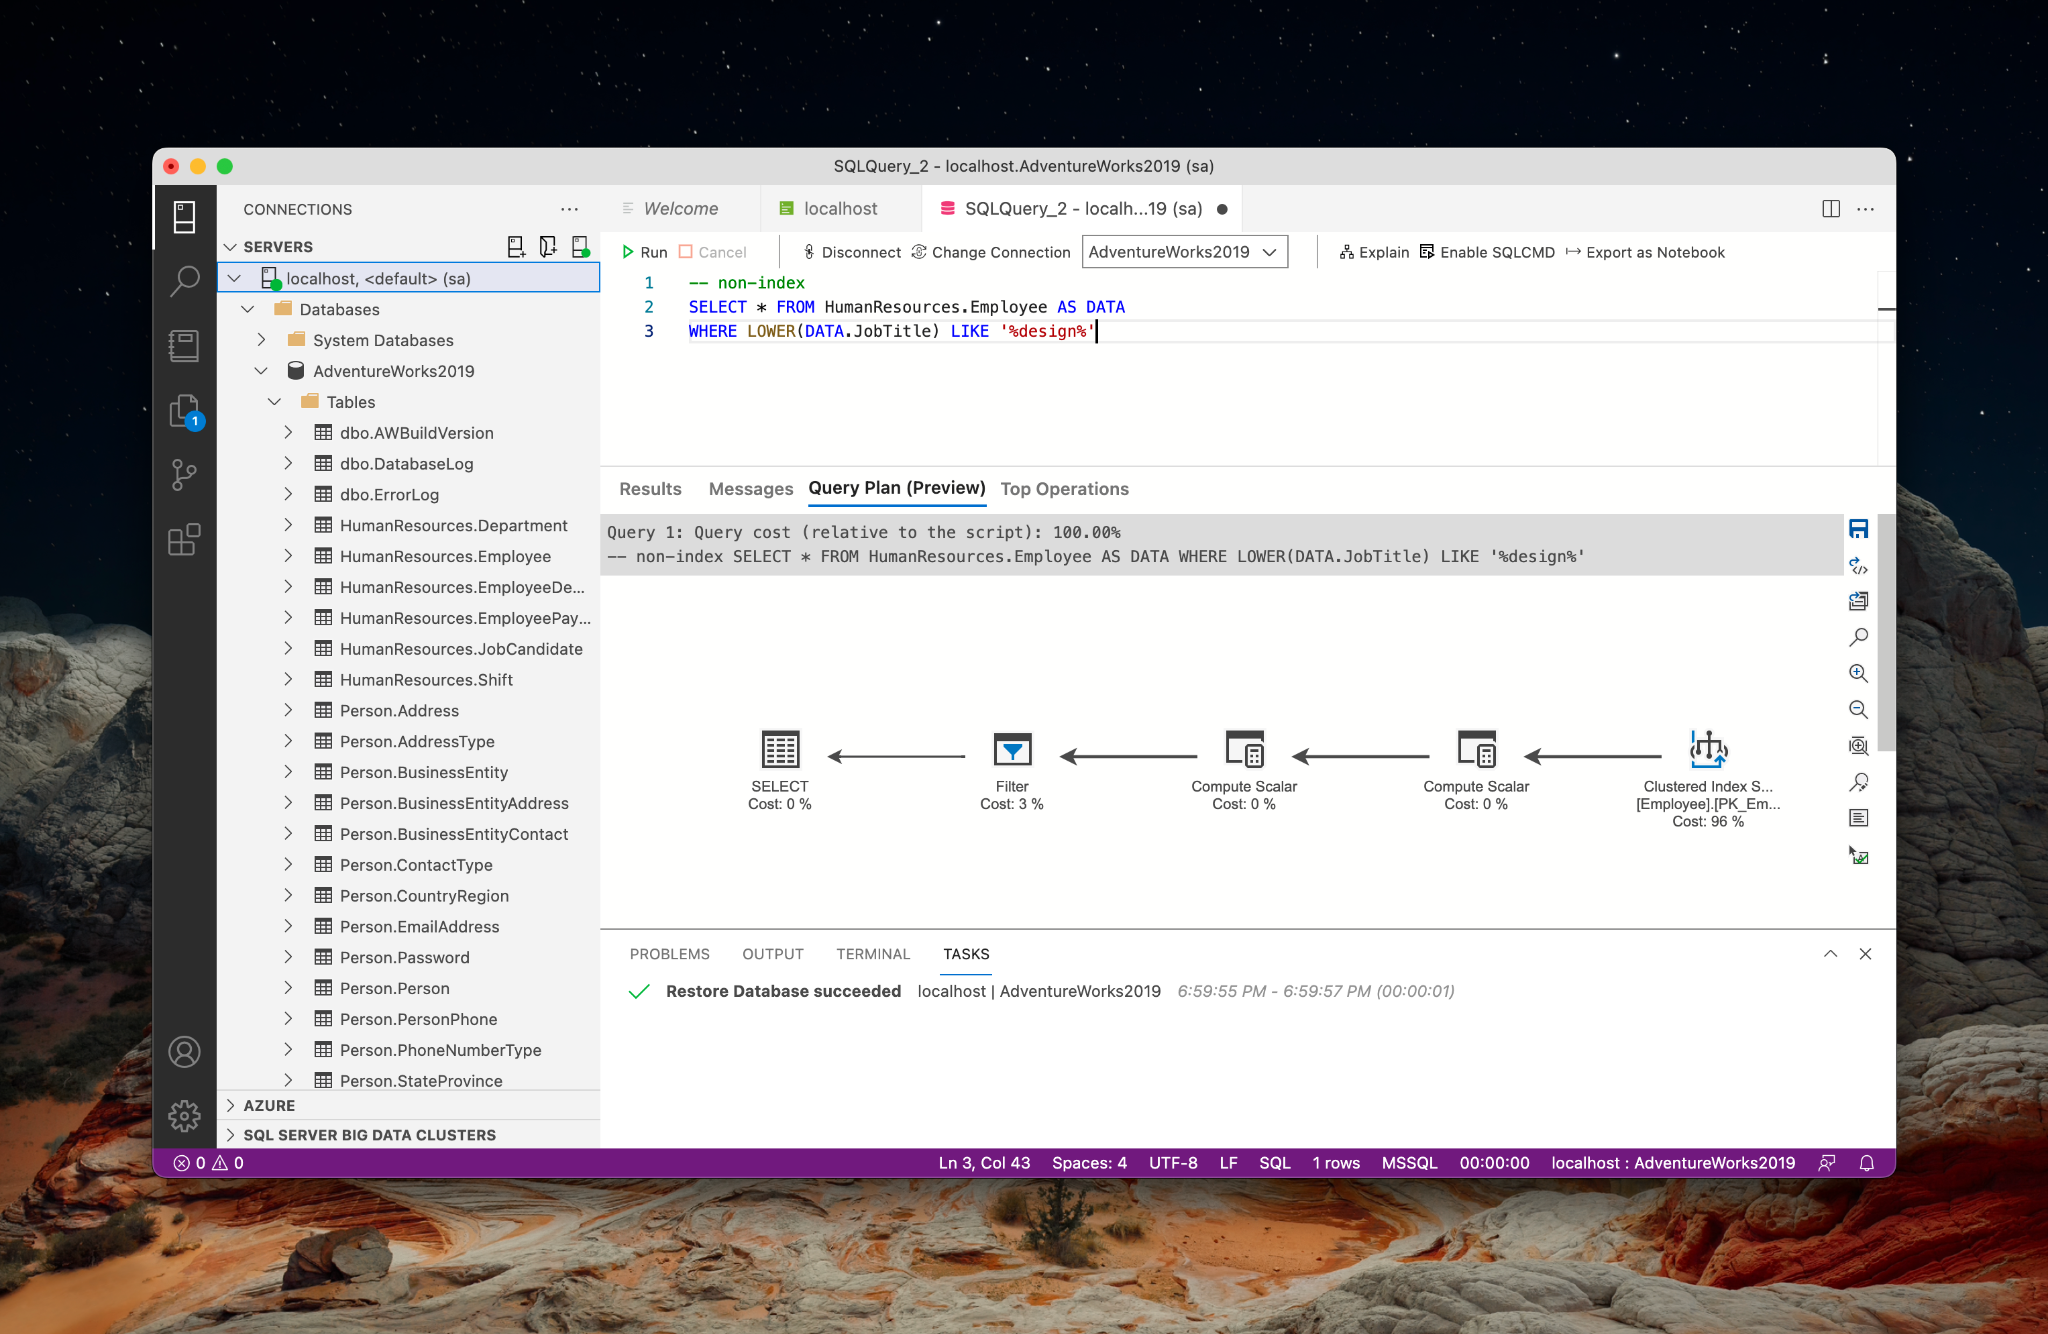 SQLQuery_2 - localhost.AdventureWorks2019 (sa)
CONNECTIONS
SERVERS
localhost, <default> (sa)
Databases
System Databases
AdventureWorks2019
Tables
dbo.AWBuildVersion
dbo.DatabaseLog
dbo.ErrorLog
HumanResources.Department
HumanResources.Employee
HumanResources.EmployeeDe...
HumanResources.EmployeePay...
HumanResources.JobCandidate
HumanResources.Shift
Person.Address
Person.AddressType
Person.BusinessEntity
Person.BusinessEntityAddress
Person.BusinessEntityContact
Person.ContactType
Person.CountryRegion
Person.EmailAddress
Person.Password
Person.Person
Person.PersonPhone
Person.PhoneNumberType
Person.StateProvince
AZURE
SQL SERVER BIG DATA CLUSTERS
1
Welcome localhost SQLQuery_2 - localh...19 (sa)
Run Cancel Disconnect Change Connection AdventureWorks2019 Explain Enable SQLCMD Export as Notebook
1 -- non-index
2 SELECT * FROM HumanResources.Employee AS DATA
3 WHERE LOWER(DATA.JobTitle) LIKE '%design%'
Results Messages Query Plan (Preview) Top Operations
Query 1: Query cost (relative to the script): 100.00%
-- non-index SELECT * FROM HumanResources.Employee AS DATA WHERE LOWER(DATA.JobTitle) LIKE '%design%'
SELECT
Cost: 0 %
Filter
Cost: 3 %
Compute Scalar
Cost: 0 %
Compute Scalar
Cost: 0 %
Clustered Index S...
[Employee].[PK_Em...
Cost: 96 %
PROBLEMS OUTPUT TERMINAL TASKS
Restore Database succeeded localhost | AdventureWorks2019 6:59:55 PM - 6:59:57 PM (00:00:01)
0 0 Ln 3, Col 43 Spaces: 4 UTF-8 LF SQL 1 rows MSSQL 00:00:00 localhost : AdventureWorks2019